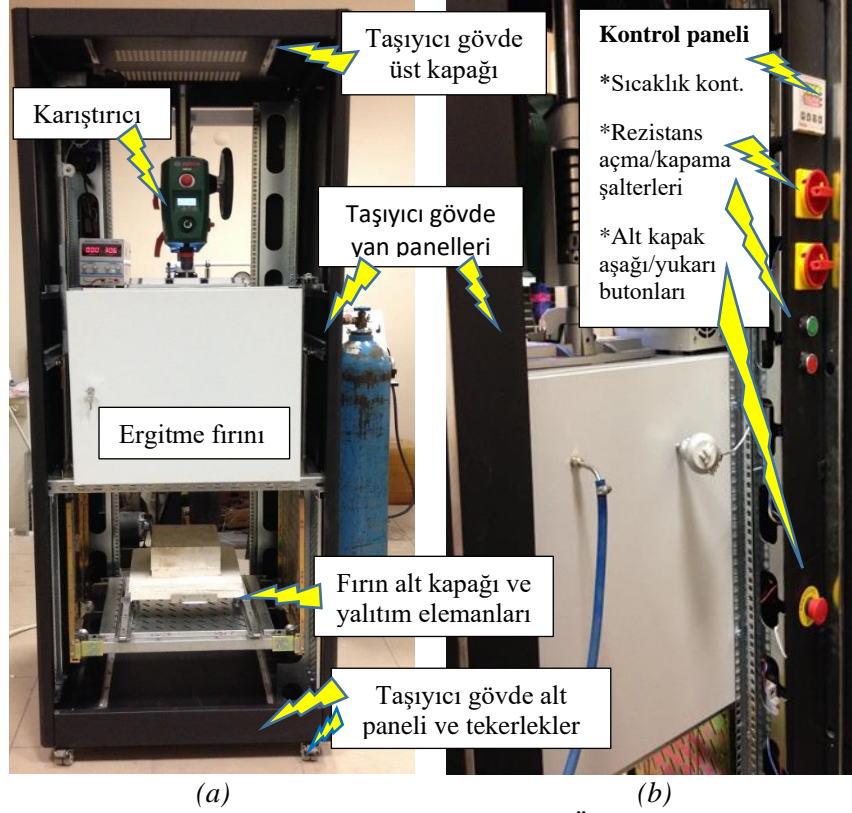 Taşıyıcı gövde
üst kapağı
Karıştırıcı
Taşıyıcı gövde
yan panelleri
Ergitme fırını
Fırın alt kapağı ve
yalıtım elemanları
Taşıyıcı gövde alt
paneli ve tekerlekler
(a)
Kontrol paneli
*Sıcaklık kont.
*Rezistans
açma/kapama
şalterleri
*Alt kapak
aşağı/yukarı
butonları
(b)